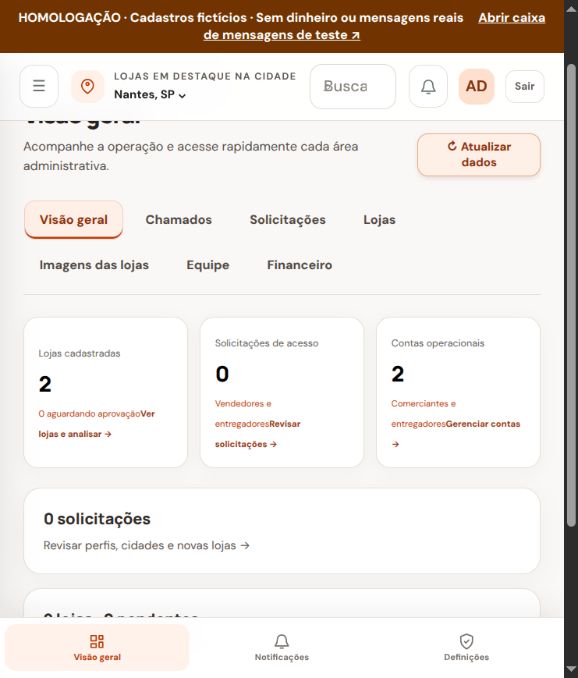 HOMOLOGAÇÃO · Cadastros fictícios · Sem dinheiro ou mensagens reais Abrir caixa
de mensagens de teste ↗
LOJAS EM DESTAQUE NA CIDADE
Nantes, SP
Busca
AD
Sair
Visão geral
Acompanhe a operação e acesse rapidamente cada área
administrativa.
↻ Atualizar
dados
Visão geral
Chamados
Solicitações
Lojas
Imagens das lojas
Equipe
Financeiro
Lojas cadastradas
2
0 aguardando aprovaçãoVer
lojas e analisar →
Solicitações de acesso
0
Vendedores e
entregadoresRevisar
solicitações →
Contas operacionais
2
Comerciantes e
entregadoresGerenciar contas
→
0 solicitações
Revisar perfis, cidades e novas lojas →
Visão geral
Notificações
Definições